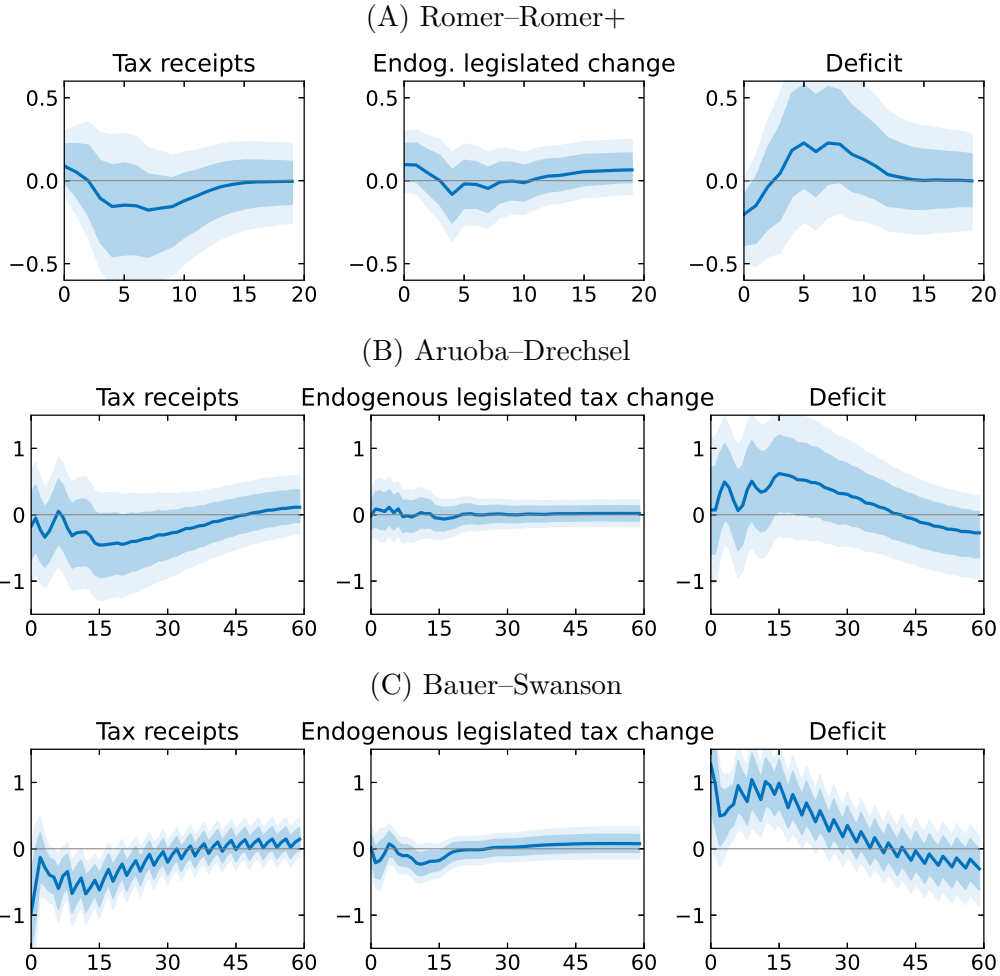 (A) Romer–Romer+
Tax receipts
Endog. legislated change
Deficit
0.5
0.0
−0.5
0 5 10 15 20
0.5
0.0
−0.5
0 5 10 15 20
0.5
0.0
−0.5
0 5 10 15 20
(B) Aruoba–Drechsel
Tax receipts
Endogenous legislated tax change
Deficit
1
0
−1
0 15 30 45 60
1
0
−1
0 15 30 45 60
1
0
−1
0 15 30 45 60
(C) Bauer–Swanson
Tax receipts
Endogenous legislated tax change
Deficit
1
0
−1
0 15 30 45 60
1
0
−1
0 15 30 45 60
1
0
−1
0 15 30 45 60